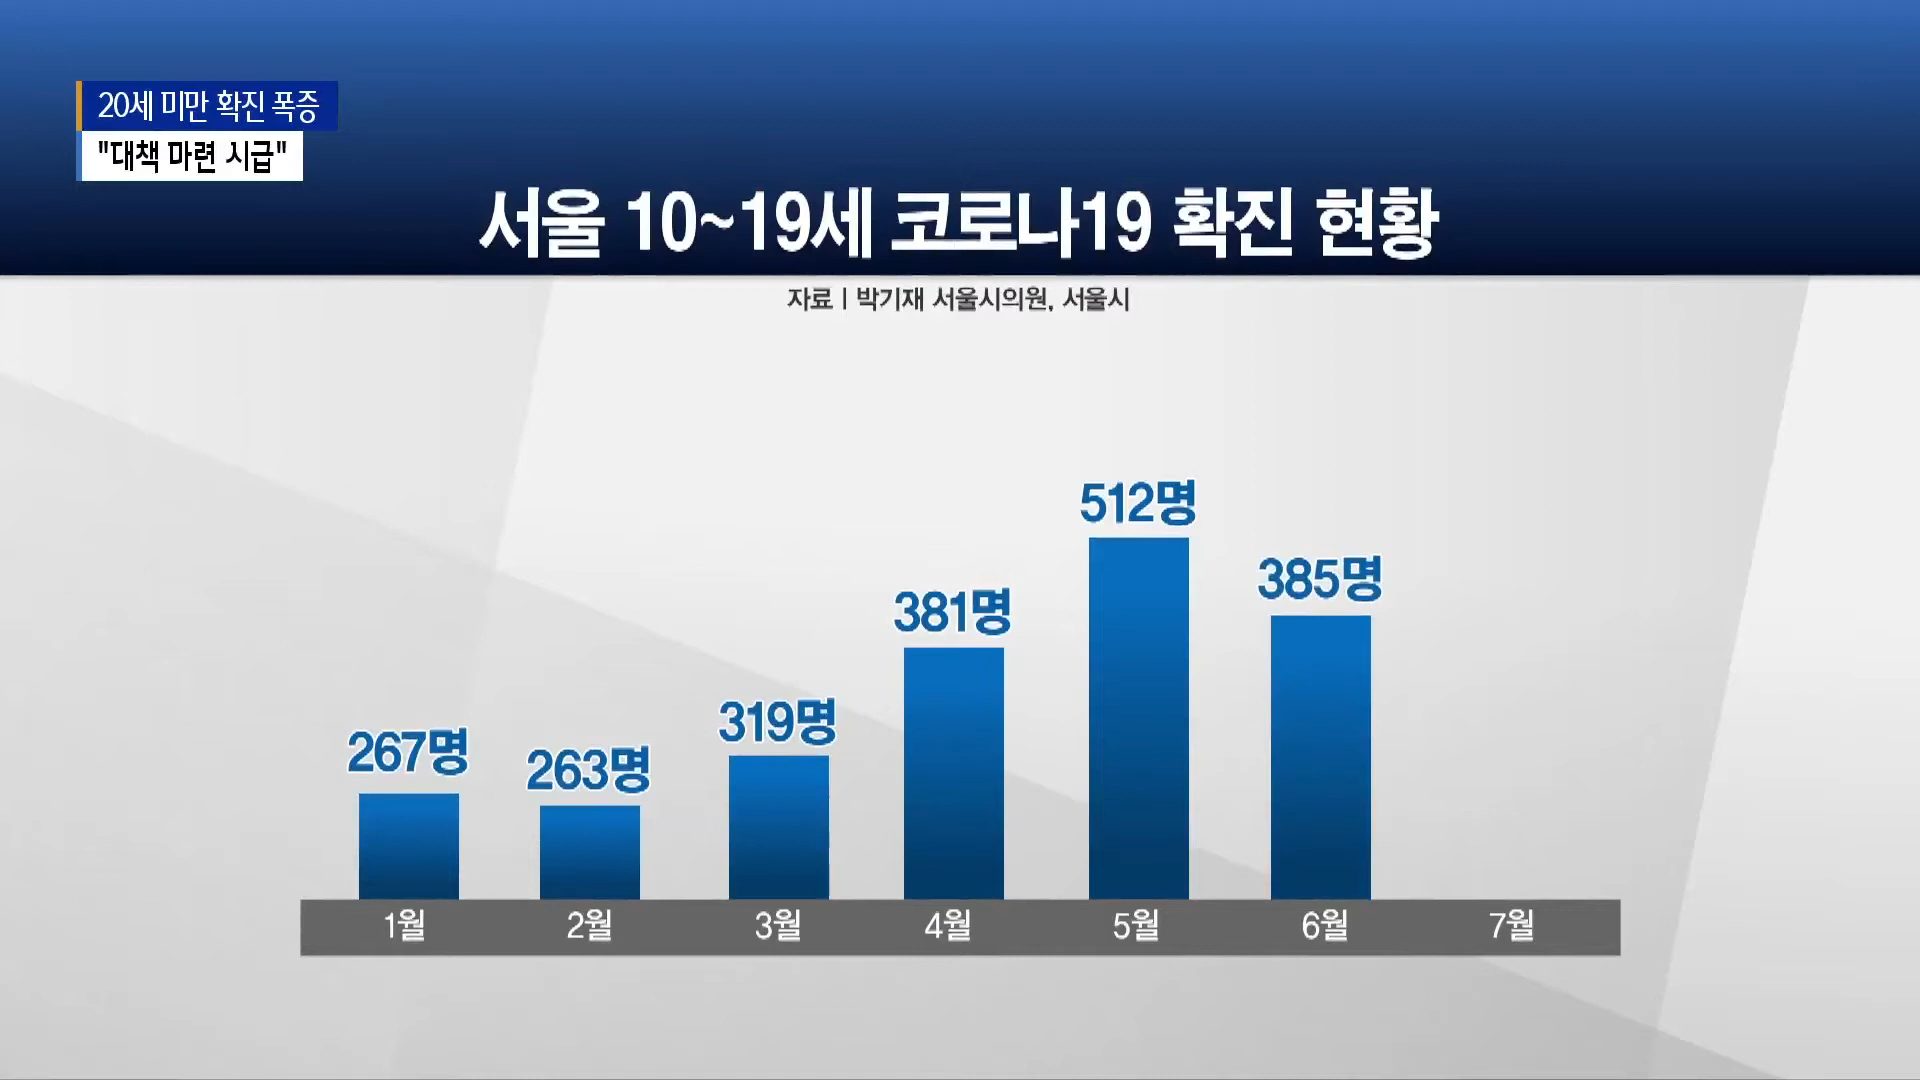 20세 미만 확진 폭증
"대책 마련 시급"
서울 10~19세 코로나19 확진 현황
자료 | 박기재 서울시의원, 서울시
267명
263명
319명
381명
512명
385명
1월 2월 3월 4월 5월 6월 7월